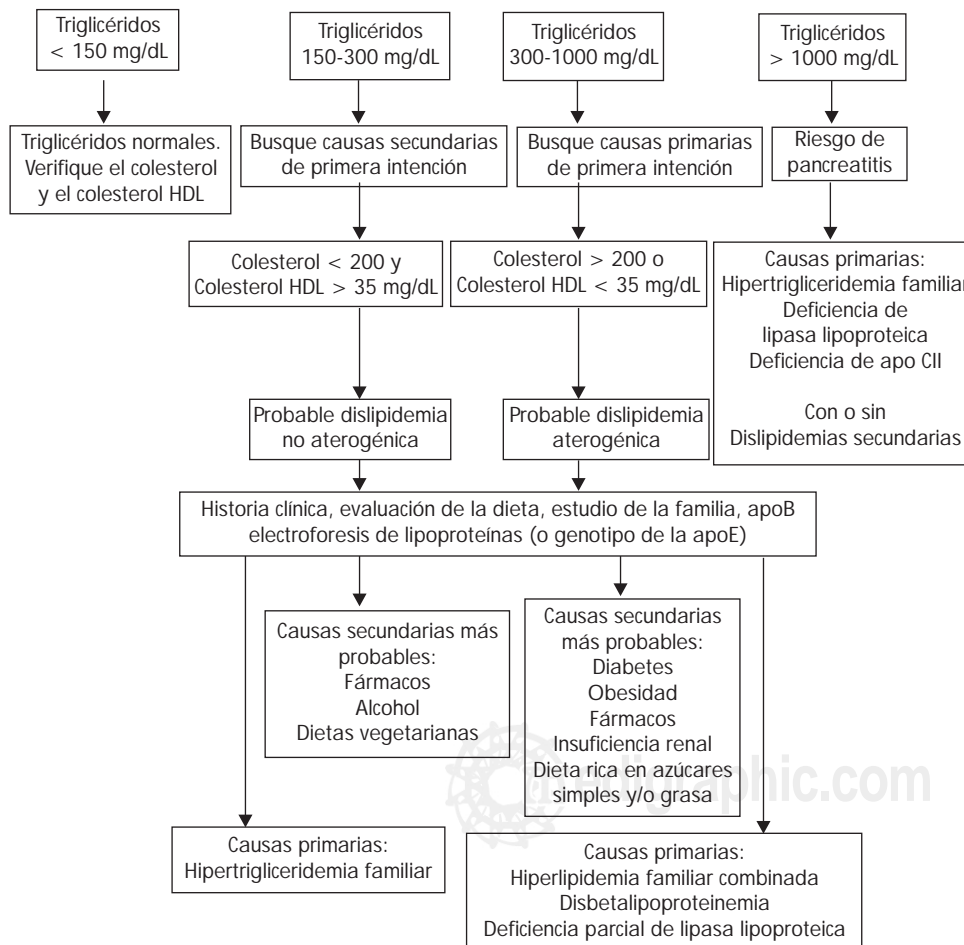 Triglicéridos
< 150 mg/dL
Triglicéridos
150-300 mg/dL
Triglicéridos
300-1000 mg/dL
Triglicéridos
> 1000 mg/dL
Triglicéridos normales.
Verifique el colesterol
y el colesterol HDL
Busque causas secundarias
de primera intención
Busque causas primarias
de primera intención
Riesgo de
pancreatitis
Colesterol < 200 y
Colesterol HDL > 35 mg/dL
Colesterol > 200 o
Colesterol HDL < 35 mg/dL
Causas primarias:
Hipertrigliceridemia familiar
Deficiencia de
lipasa lipoproteica
Deficiencia de apo CII
Con o sin
Dislipidemias secundarias
Probable dislipidemia
no aterogénica
Probable dislipidemia
aterogénica
Historia clínica, evaluación de la dieta, estudio de la familia, apoB
electroforesis de lipoproteínas (o genotipo de la apoE)
Causas secundarias más
probables:
Fármacos
Alcohol
Dietas vegetarianas
Causas secundarias
más probables:
Diabetes
Obesidad
Fármacos
Insuficiencia renal
Dieta rica en azúcares
simples y/o grasa
medigraphic.com
Causas primarias:
Hipertrigliceridemia familiar
Causas primarias:
Hiperlipidemia familiar combinada
Disbetalipoproteinemia
Deficiencia parcial de lipasa lipoproteica